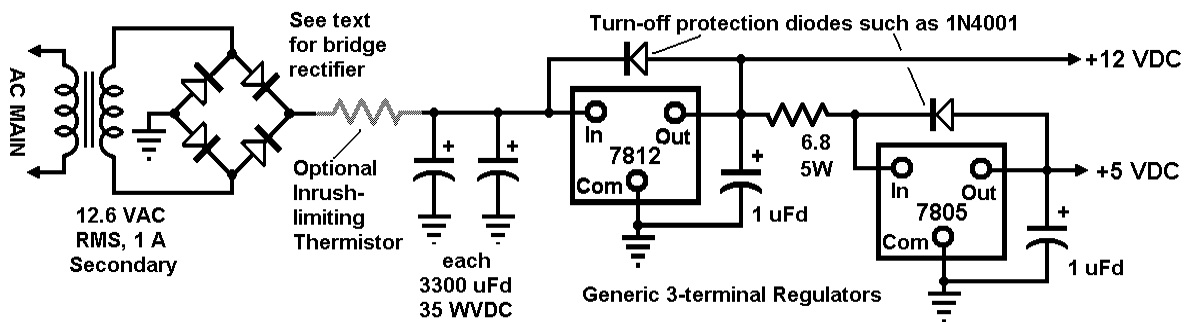 See text
for bridge
rectifier
Turn-off protection diodes such as 1N4001
+12 VDC
AC MAIN
12.6 VAC
RMS, 1 A
Secondary
Optional
Inrush-
limiting
Thermistor
+
+
each
3300 uFd
35 WVDC
In
Out
7812
Com
+
1 uFd
6.8
5W
In
Out
7805
Com
+5 VDC
+
1 uFd
Generic 3-terminal Regulators